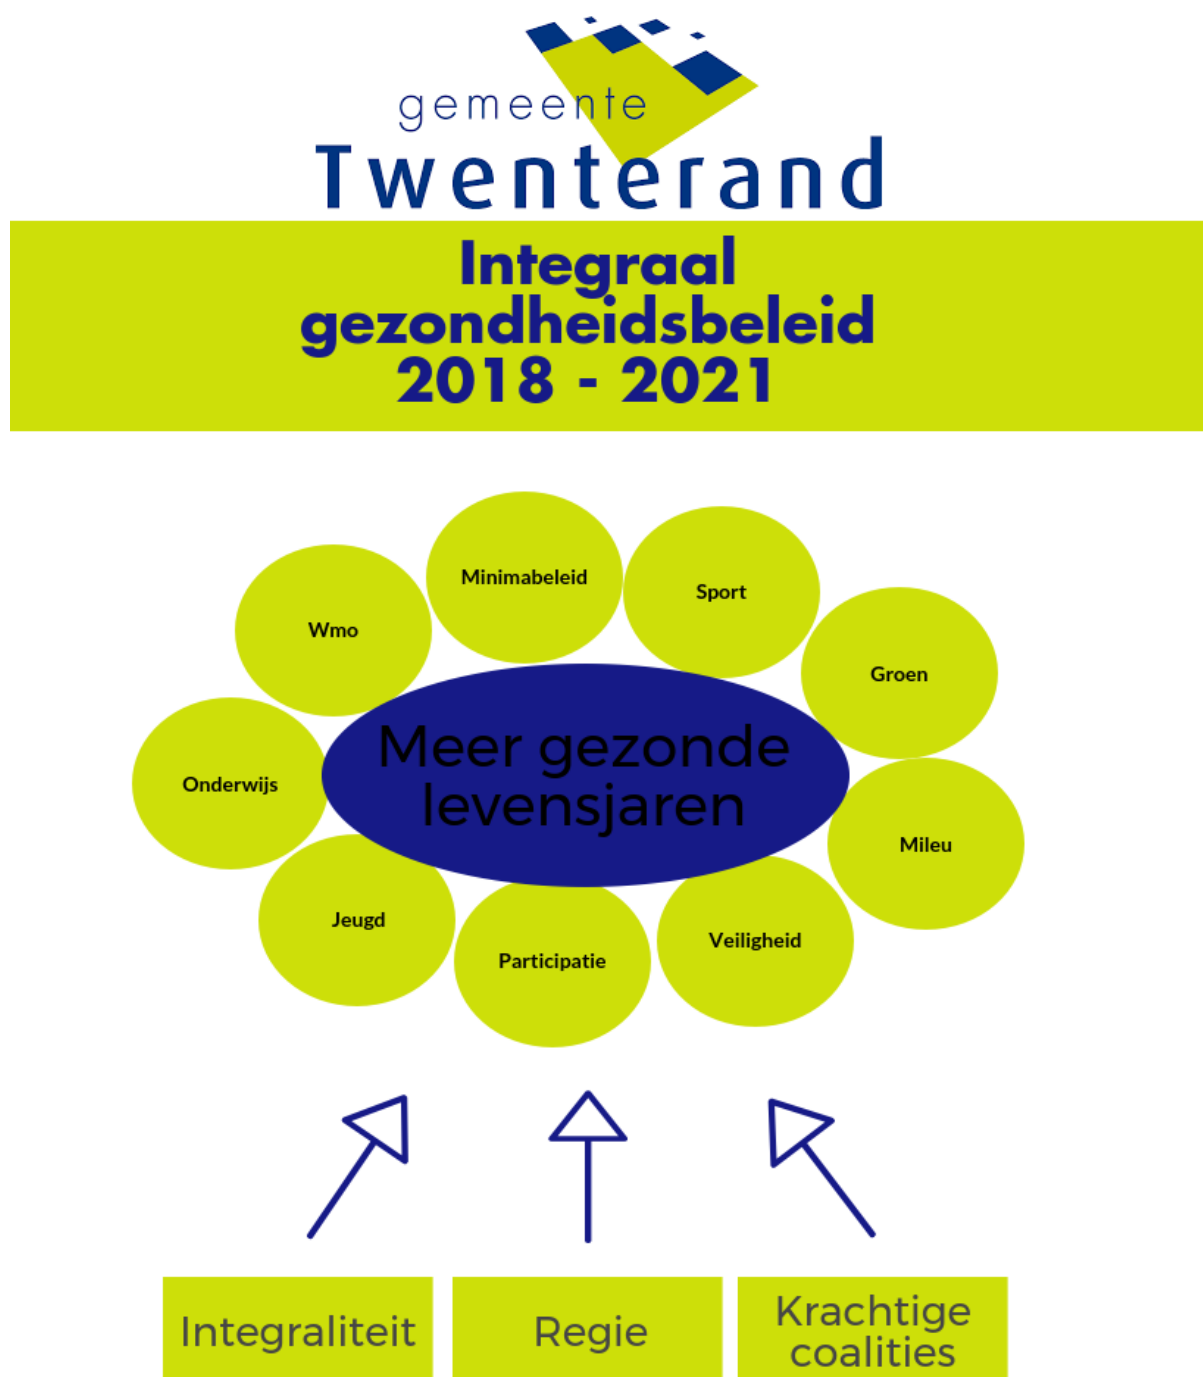 gemeente
Twenterand
Integraal
gezondheidsbeleid
2018 - 2021
Minimabeleid
Sport
Wmo
Groen
Meer gezonde
levensjaren
Onderwijs
Mileu
Jeugd
Veiligheid
Participatie
Integraliteit
Regie
Krachtige
coalities